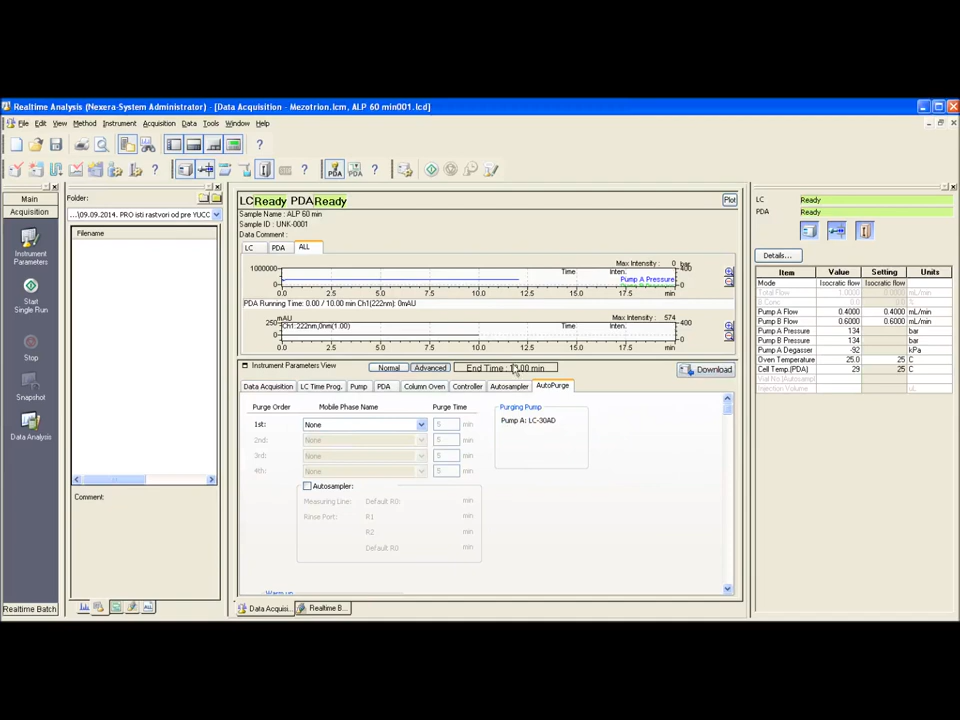 Realtime Analysis (Nexera-System Administrator) - [Data Acquisition - Mezotrion.lcm, ALP 60 min001.lcd]
File Edit View Method Instrument Acquisition Data Tools Window Help
Main
Acquisition
Instrument
Parameters
Start
Single Run
Stop
Snapshot
Data Analysis
Realtime Batch
Folder:
...\09.09.2014. PRO isti rastvori od pre YUCC
Filename
Comment:
LCReady PDAReady
Plot
Sample Name : ALP 60 min
Sample ID : UNK-0001
Data Comment :
LC PDA ALL
Max Intensity : 0 bar
1000000 Time Inten. 400
Pump A Pressure
0 0
0.0 2.5 5.0 7.5 10.0 12.5 15.0 17.5 min
PDA Running Time: 0.00 / 10.00 min Ch1(222nm) 0mAU
mAU Max Intensity : 574
250 Ch1:222nm,0nm(1.00) Time Inten. 400
0 0
0.0 2.5 5.0 7.5 10.0 12.5 15.0 17.5 min
Instrument Parameters View Normal Advanced Download
Data Acquisition LC Time Prog. Pump PDA Column Oven Controller Autosampler AutoPurge
Purge Order Mobile Phase Name Purge Time Purging Pump
1st: None 5 min Pump A: LC-30AD
2nd: None 5 min
3rd: None 5 min
4th: None 5 min
Autosampler:
Measuring Line: Default R0: min
Rinse Port: R1 min
R2 min
Default R0 min
Warm up
Data Acquisi... Realtime B...
LC Ready
PDA Ready
Details...
Item Value Setting Units
Mode Isocratic flow Isocratic flow
Total Flow 1.0000 mL/min
B Conc. %
Pump A Flow 0.4000 0.4000 mL/min
Pump B Flow 0.6000 0.6000 mL/min
Pump A Pressure 134 bar
Pump B Pressure 134 bar
Pump A Degasser -92 kPa
Oven Temperature 25.0 25 C
Cell Temp.(PDA) 29 25 C
Vial No.(Autosampl
Injection Volume uL